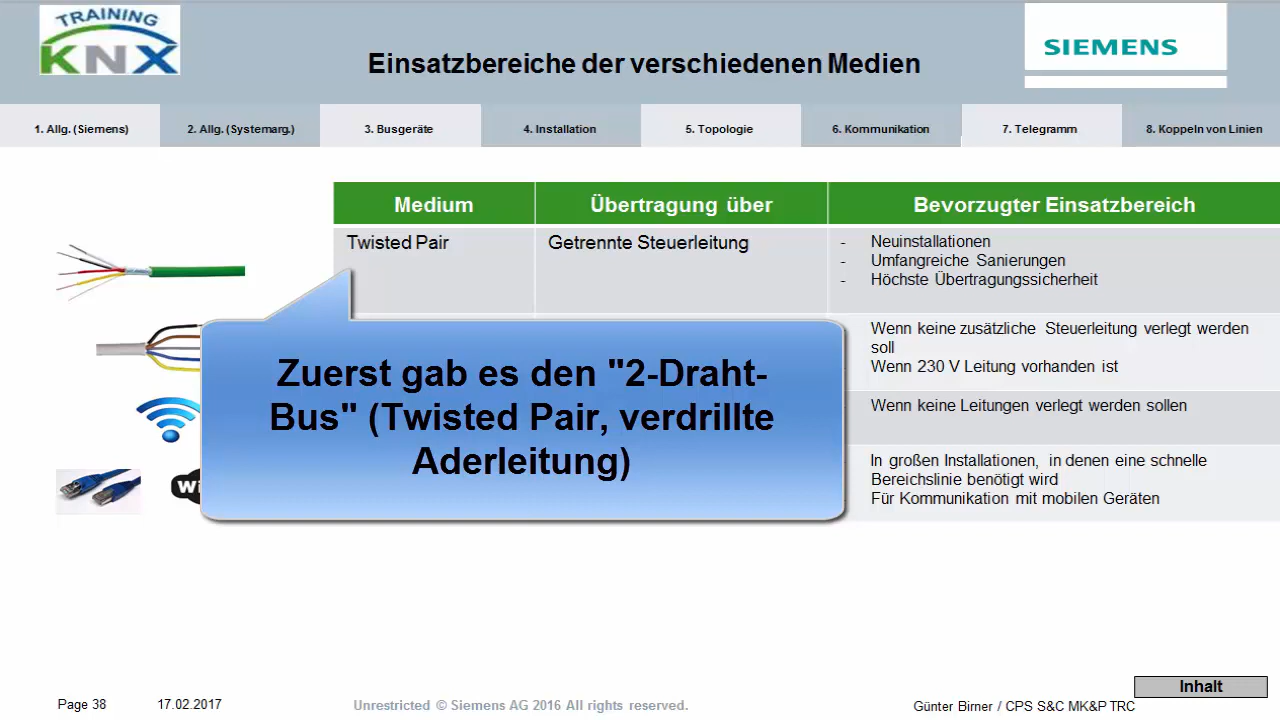 TRAINING
KNX
SIEMENS
Einsatzbereiche der verschiedenen Medien
1. Allg. (Siemens)
2. Allg. (Systemarg.)
3. Busgeräte
4. Installation
5. Topologie
6. Kommunikation
7. Telegramm
8. Koppeln von Linien
Medium
Übertragung über
Bevorzugter Einsatzbereich
Twisted Pair
Getrennte Steuerleitung
- Neuinstallationen
- Umfangreiche Sanierungen
- Höchste Übertragungssicherheit
Wenn keine zusätzliche Steuerleitung verlegt werden
soll
Wenn 230 V Leitung vorhanden ist
Wenn keine Leitungen verlegt werden sollen
In großen Installationen, in denen eine schnelle
Bereichslinie benötigt wird
Für Kommunikation mit mobilen Geräten
Zuerst gab es den "2-Draht-
Bus" (Twisted Pair, verdrillte
Aderleitung)
Inhalt
Page 38
17.02.2017
Unrestricted © Siemens AG 2016 All rights reserved.
Günter Birner / CPS S&C MK&P TRC